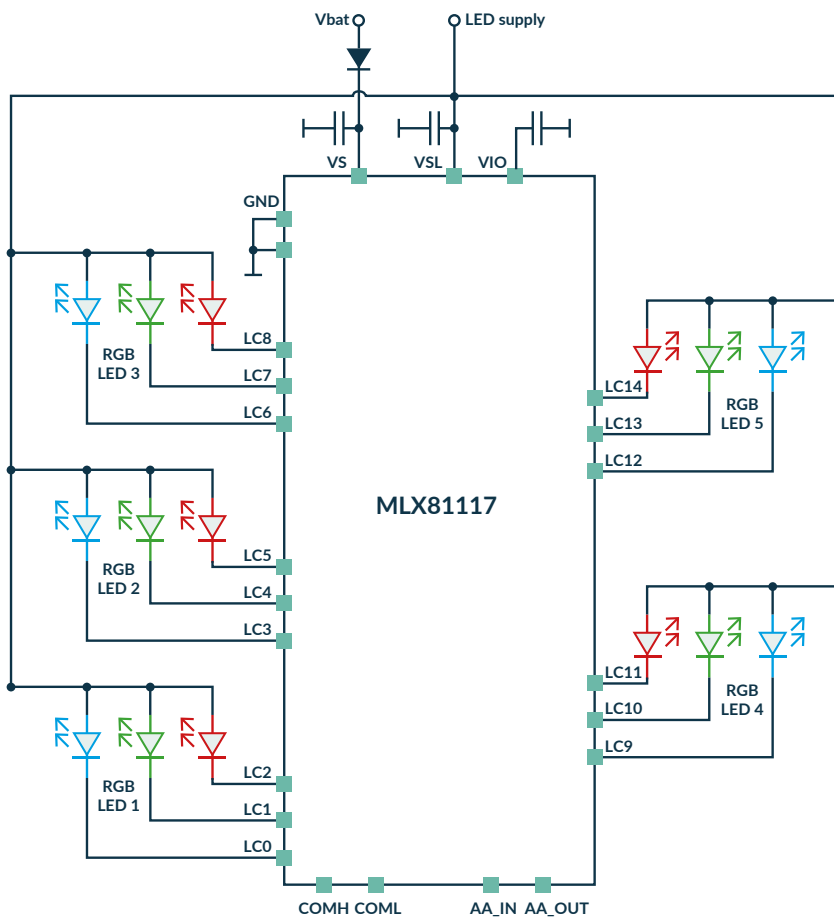 Vbat
LED supply
VS
VSL
VIO
GND
LC8
RGB
LED 3
LC7
LC6
LC14
RGB
LED 5
LC13
LC12
MLX81117
LC5
RGB
LED 2
LC4
LC3
LC11
RGB
LED 4
LC10
LC9
LC2
RGB
LED 1
LC1
LC0
COMH COML
AA_IN AA_OUT